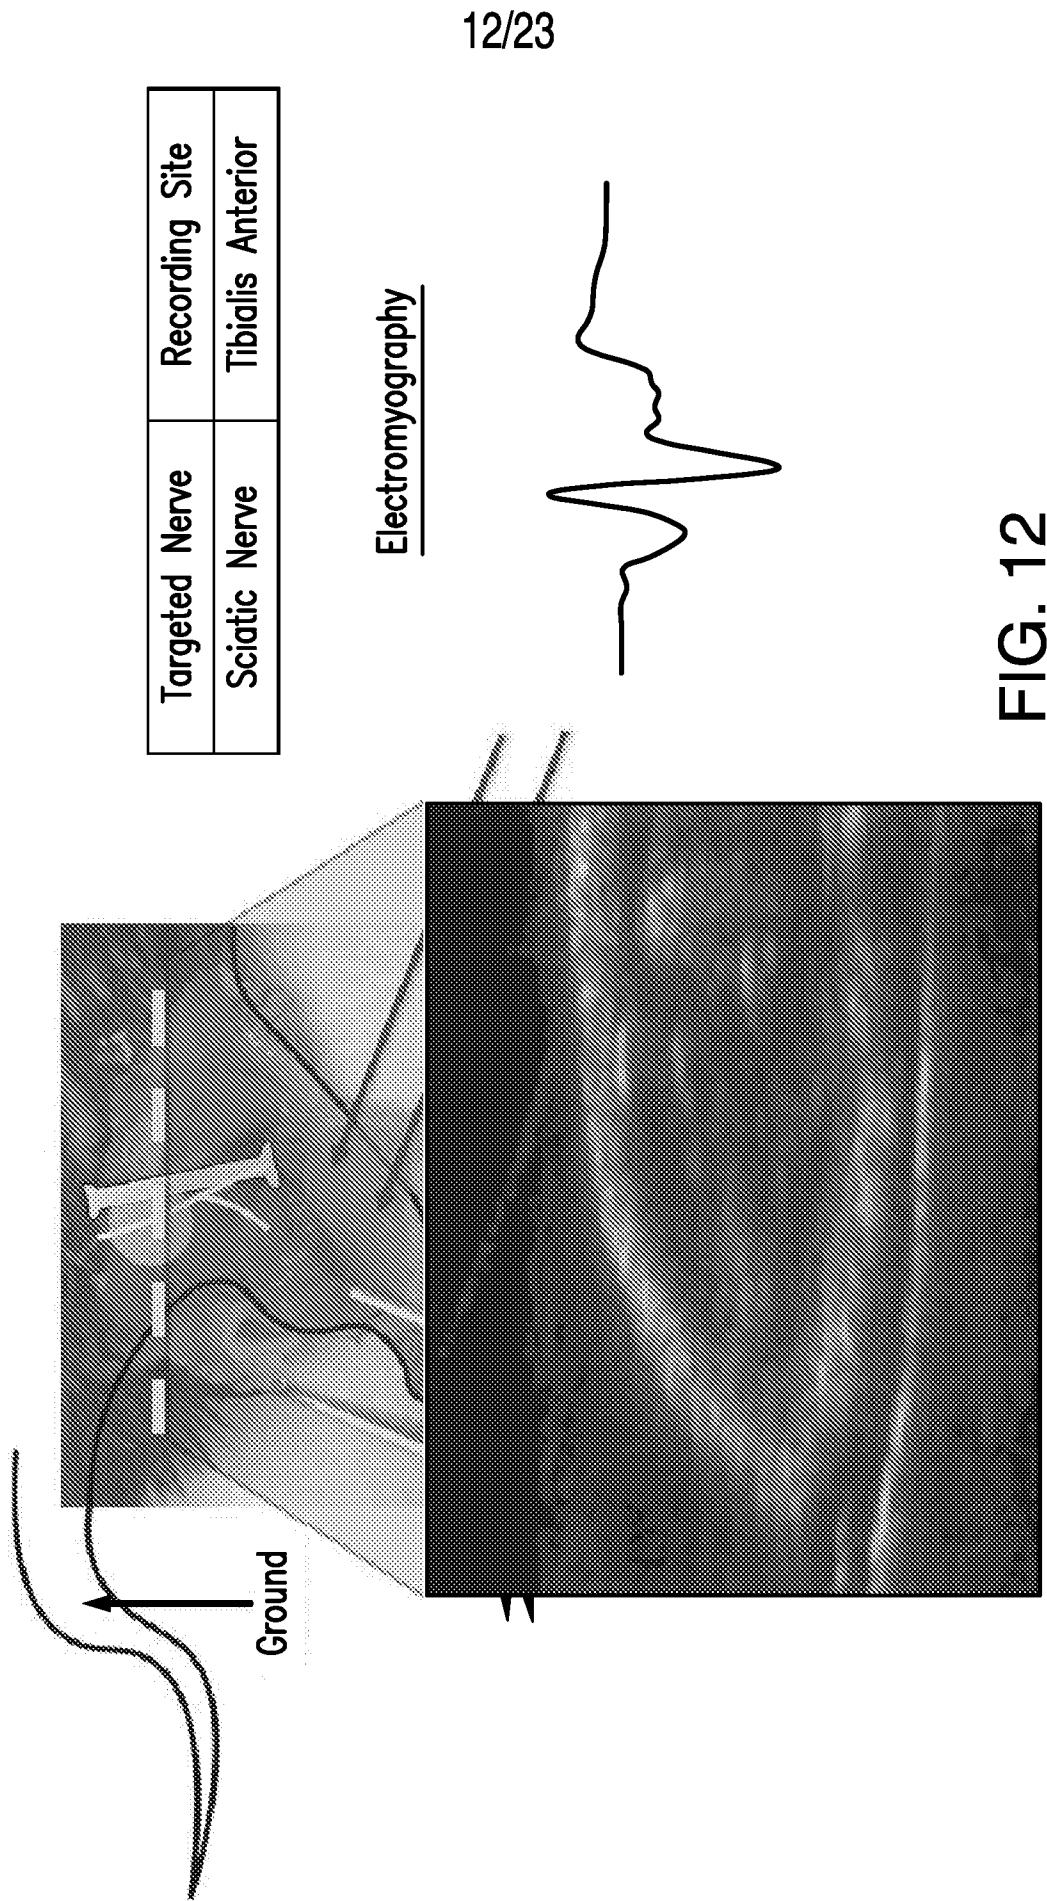 12/23
Targeted Nerve Recording Site
Sciatic Nerve Tibialis Anterior
Electromyography
Ground
FIG. 12